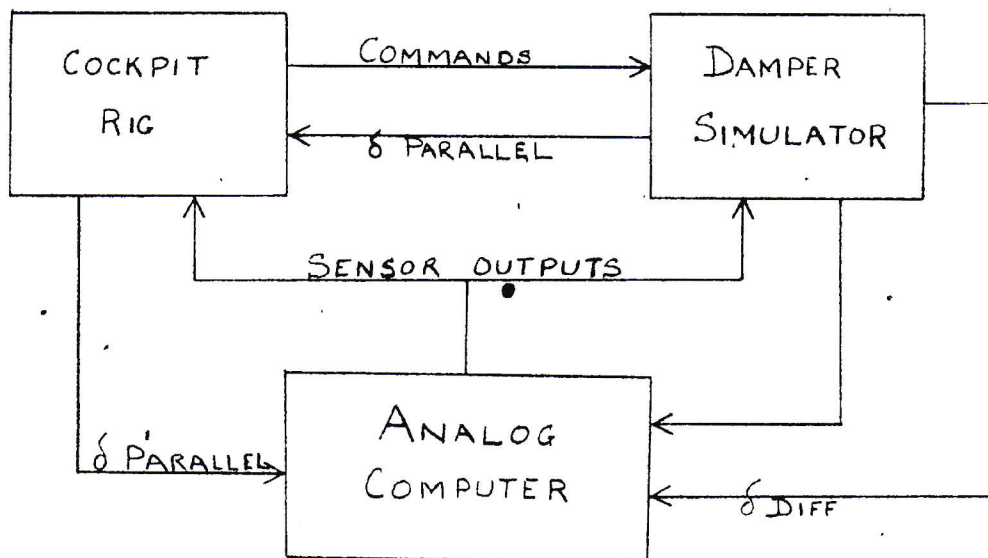 COCKPIT
RIG
COMMANDS
δ PARALLEL
DAMPER
SIMULATOR
SENSOR OUTPUTS
δ PARALLEL
ANALOG
COMPUTER
δ DIFF